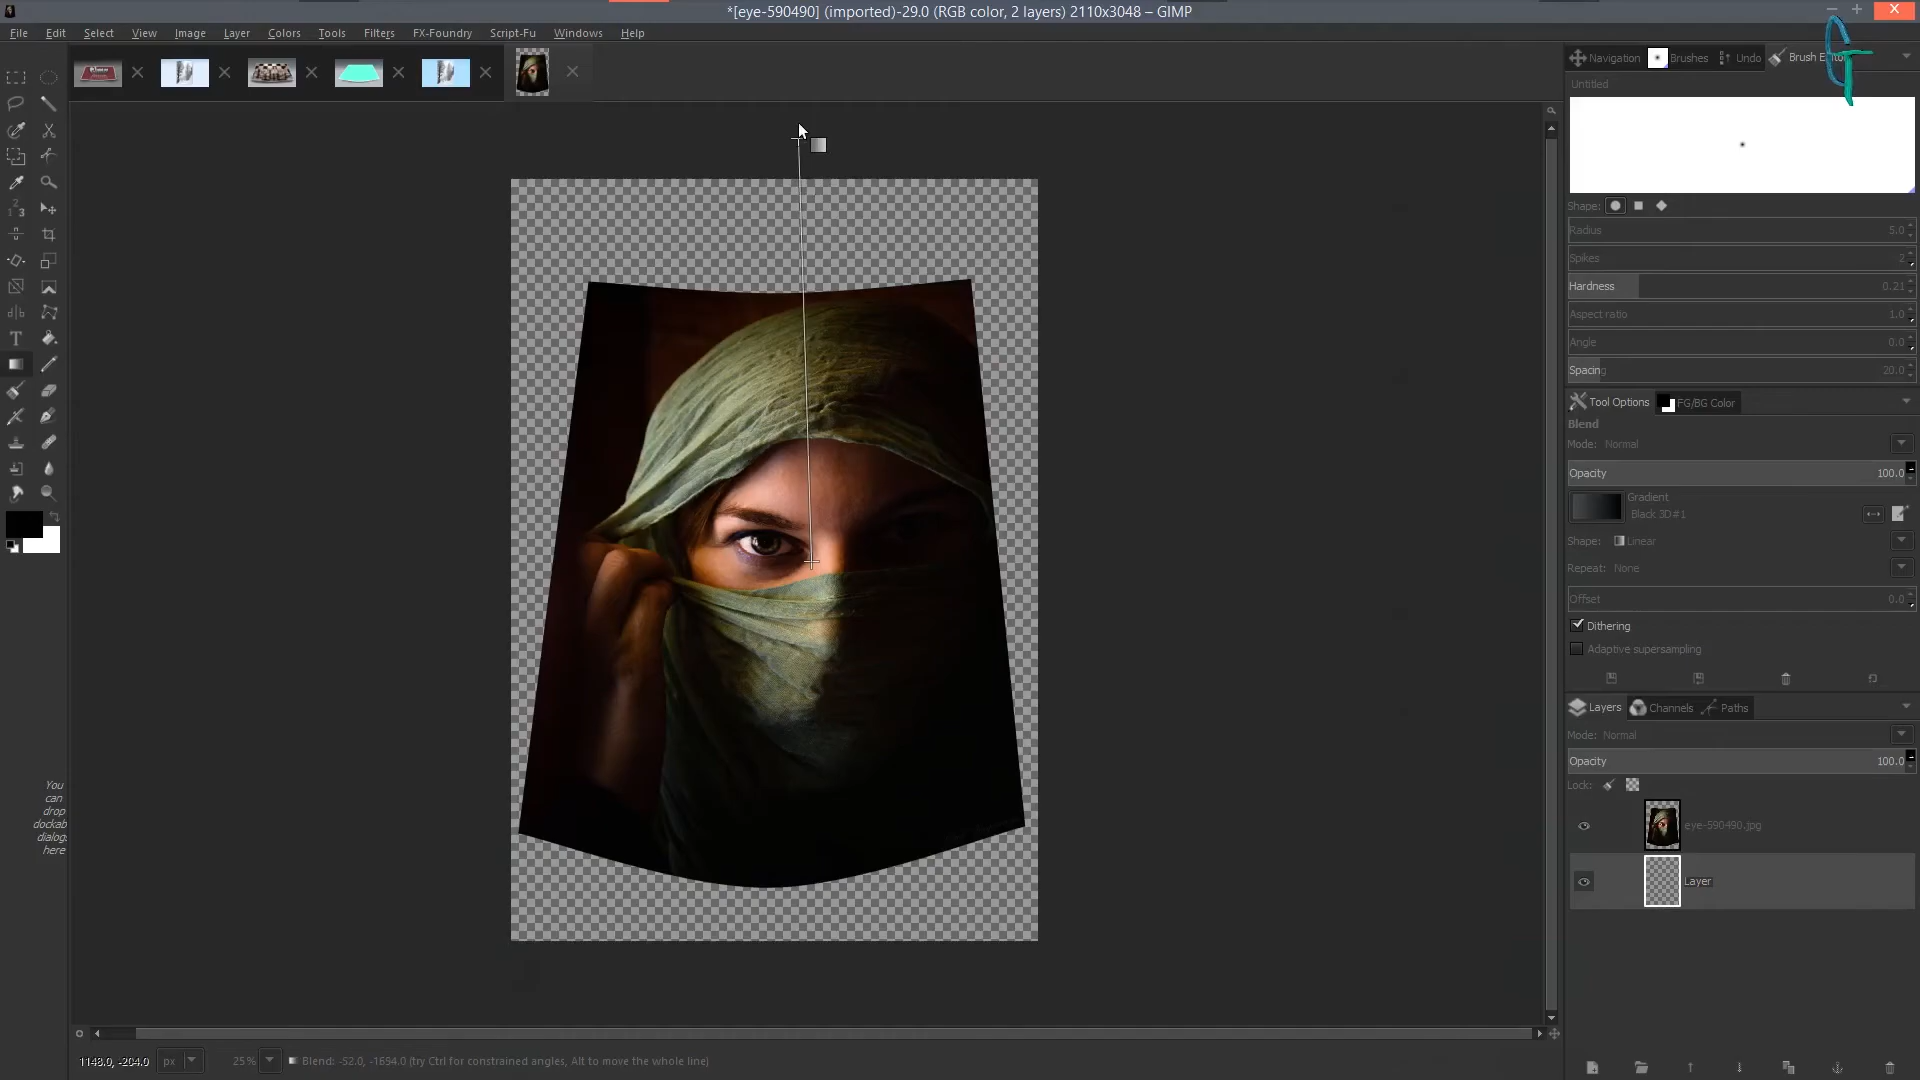 *[eye-590490] (imported)-29.0 (RGB color, 2 layers) 2110x3048 – GIMP
File Edit Select View Image Layer Colors Tools Filters FX-Foundry Script-Fu Windows Help
Navigation Brushes Undo Brush Editor
Untitled
Shape:
Radius 5.0
Spikes 2
Hardness 0.21
Aspect ratio 1.0
Angle 0.0
Spacing 20.0
Tool Options FG/BG Color
Blend
Mode: Normal
Opacity 100.0
Gradient
Black 3D#1
Shape: Linear
Repeat: None
Offset 0.0
Dithering
Adaptive supersampling
Layers Channels Paths
Mode: Normal
Opacity 100.0
Lock:
eye-590490.jpg
Layer
You
can
drop
dockab
dialogs
here
1148.0, -204.0 px 25% Blend: -52.0, -1654.0 (try Ctrl for constrained angles, Alt to move the whole line)